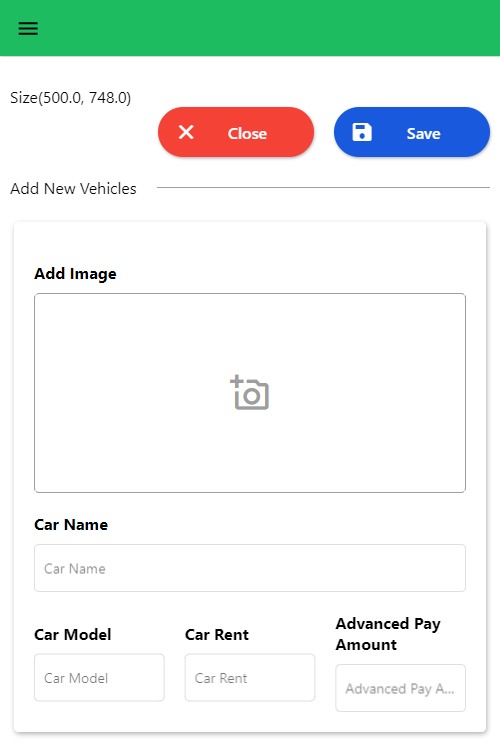 Size(500.0, 748.0)
Close
Save
Add New Vehicles
Add Image
Car Name
Car Name
Car Model
Car Rent
Advanced Pay
Amount
Car Model
Car Rent
Advanced Pay A...